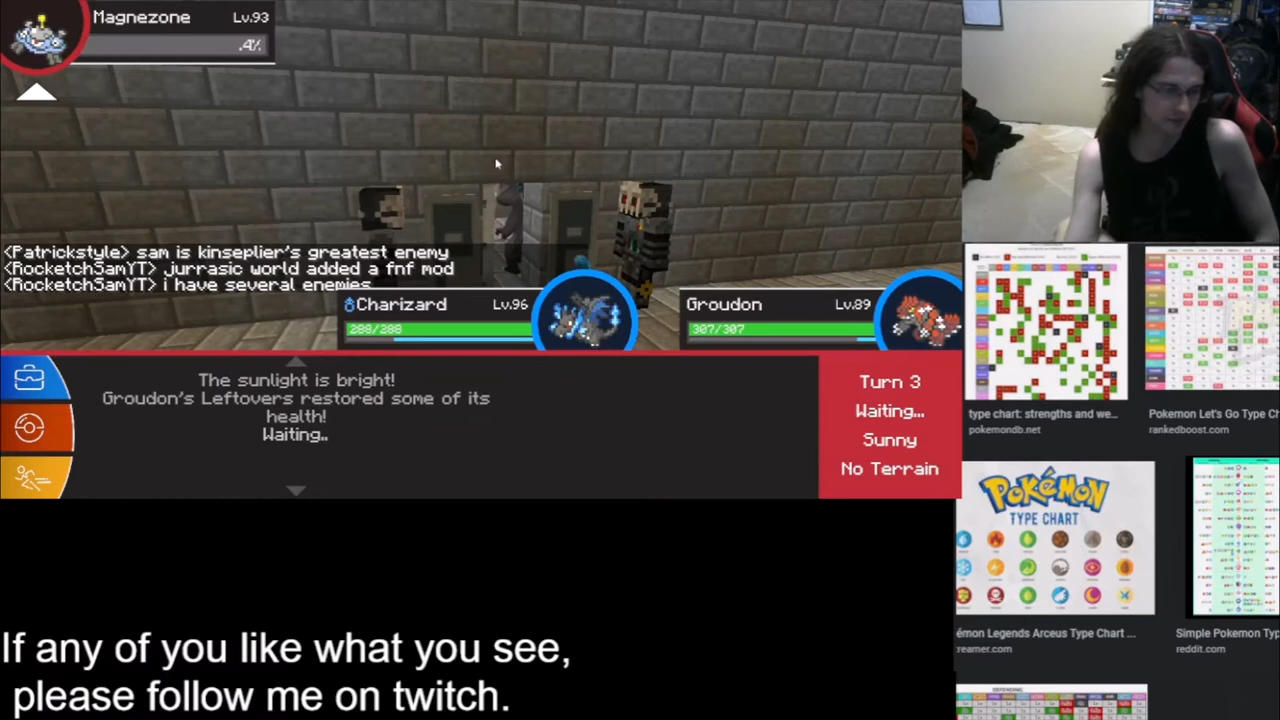 Magnezone Lv.93
.4%
<Patrickstyle> sam is kinseplier's greatest enemy
<RocketchSamYT> jurrasic world added a fnf mod
<RocketchSamYT> i have several enemies
Charizard Lv.96
288/288
Groudon Lv.89
307/307
The sunlight is bright!
Groudon's Leftovers restored some of its
health!
Waiting..
Turn 3
Waiting...
Sunny
No Terrain
type chart: strengths and we...
pokemondb.net
Pokemon Let's Go Type C
rankedboost.com
POKÉMON
TYPE CHART
émon Legends Arceus Type Chart ...
reamer.com
Simple Pokemon Typ
reddit.com
DEFENDING
If any of you like what you see,
please follow me on twitch.